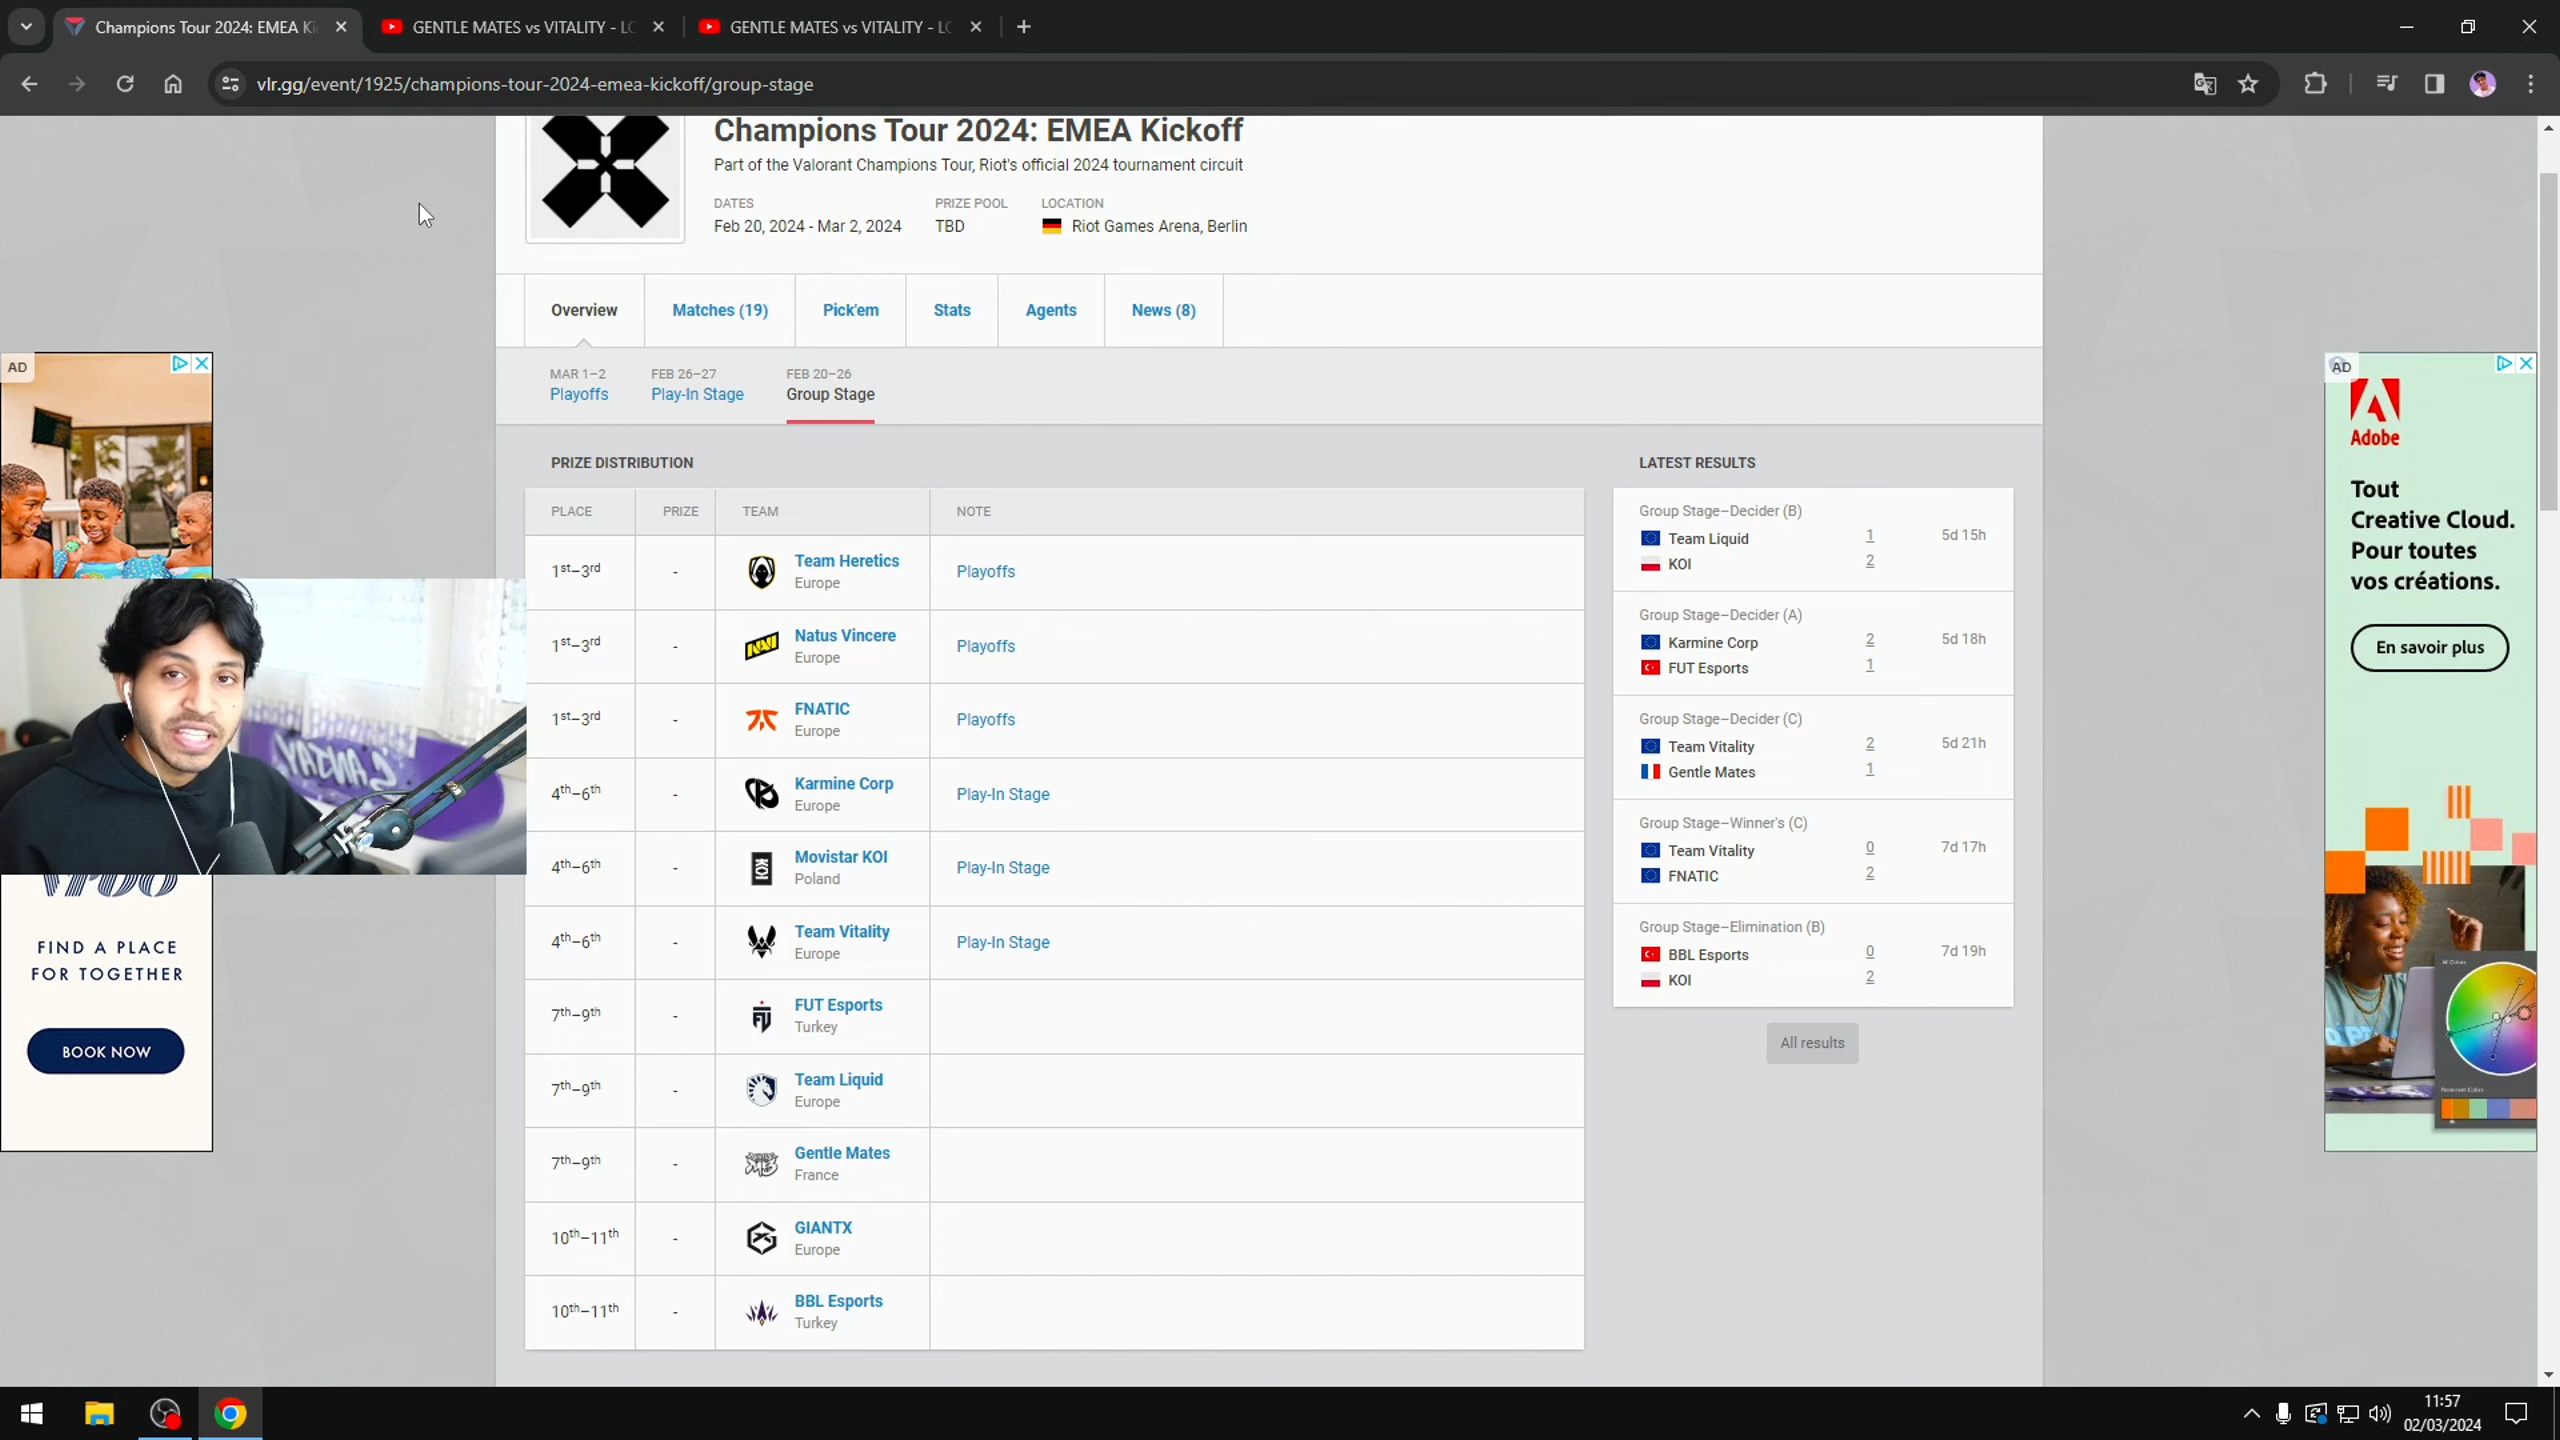 Champions Tour 2024: EMEA Ki
GENTLE MATES vs VITALITY - LC
GENTLE MATES vs VITALITY - LC
vlr.gg/event/1925/champions-tour-2024-emea-kickoff/group-stage
Champions Tour 2024: EMEA Kickoff
Part of the Valorant Champions Tour, Riot's official 2024 tournament circuit
DATES PRIZE POOL LOCATION
Feb 20, 2024 - Mar 2, 2024 TBD Riot Games Arena, Berlin
Overview Matches (19) Pick'em Stats Agents News (8)
MAR 1–2 FEB 26–27 FEB 20–26
Playoffs Play-In Stage Group Stage
PRIZE DISTRIBUTION
PLACE PRIZE TEAM NOTE
1st–3rd - Team Heretics Playoffs
Europe
1st–3rd - Natus Vincere Playoffs
Europe
1st–3rd - FNATIC Playoffs
Europe
4th–6th - Karmine Corp Play-In Stage
Europe
4th–6th - Movistar KOI Play-In Stage
Poland
4th–6th - Team Vitality Play-In Stage
Europe
7th–9th - FUT Esports
Turkey
7th–9th - Team Liquid
Europe
7th–9th - Gentle Mates
France
10th–11th - GIANTX
Europe
10th–11th - BBL Esports
Turkey
LATEST RESULTS
Group Stage–Decider (B)
Team Liquid 1 5d 15h
KOI 2
Group Stage–Decider (A)
Karmine Corp 2 5d 18h
FUT Esports 1
Group Stage–Decider (C)
Team Vitality 2 5d 21h
Gentle Mates 1
Group Stage–Winner's (C)
Team Vitality 0 7d 17h
FNATIC 2
Group Stage–Elimination (B)
BBL Esports 0 7d 19h
KOI 2
All results
AD
FIND A PLACE
FOR TOGETHER
BOOK NOW
AD
Adobe
Tout
Creative Cloud.
Pour toutes
vos créations.
En savoir plus
11:57
02/03/2024